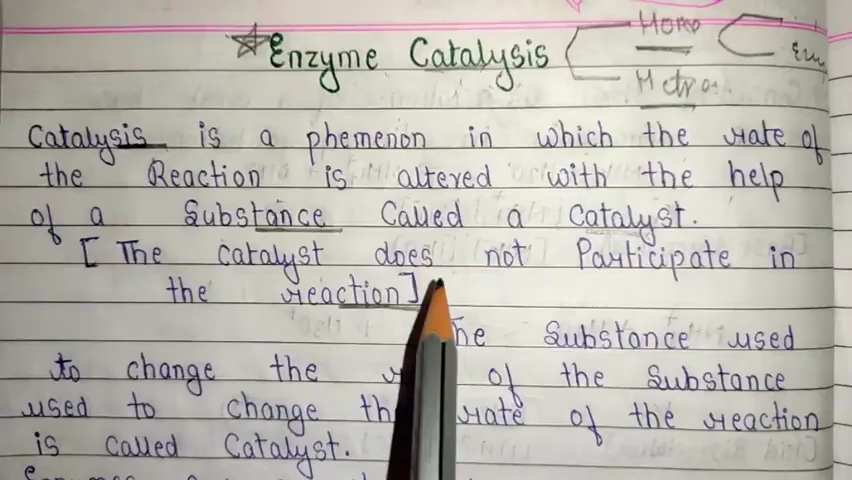 Enzyme Catalysis
Homo
Hetro
Catalysis is a phemenon in which the rate of
the Reaction is altered with the help
of a Substance Called a Catalyst.
[ The catalyst does not Participate in
the reaction]
The Substance used
to change the of the Substance
used to change the rate of the reaction
is called Catalyst.